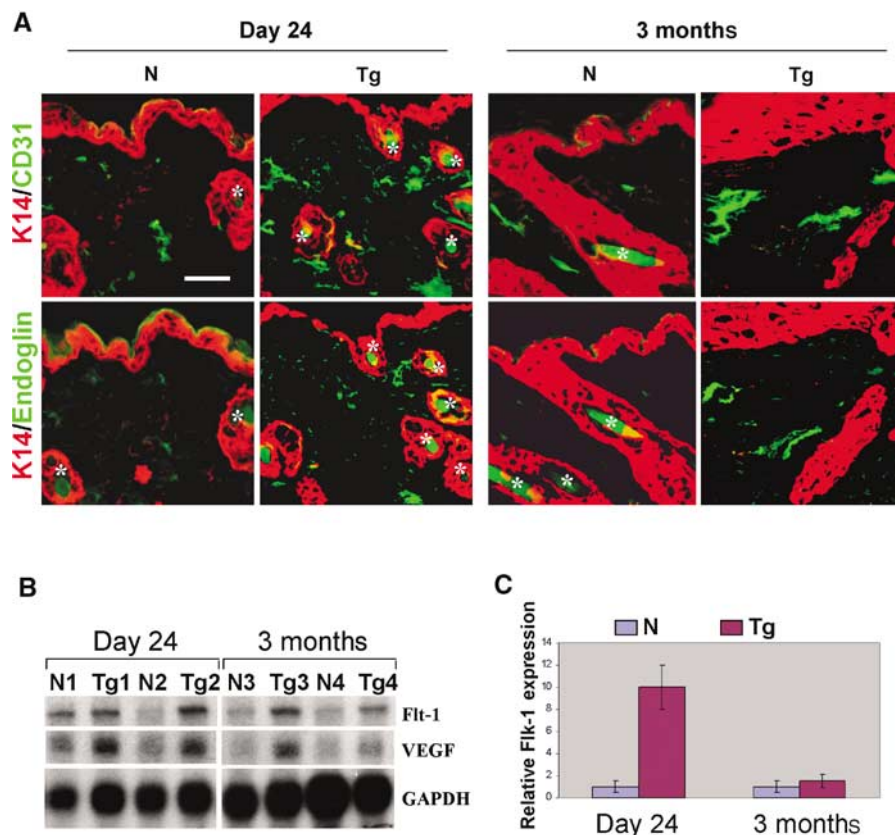 A
Day 24 3 months
N Tg N Tg
K14/CD31
* * * * * *
K14/Endoglin
* * * * * * * * * *
B
Day 24 3 months
N1 Tg1 N2 Tg2 N3 Tg3 N4 Tg4
Flt-1
VEGF
GAPDH
C
N Tg
Relative Flk-1 expression
14
12
10
8
6
4
2
0
Day 24 3 months